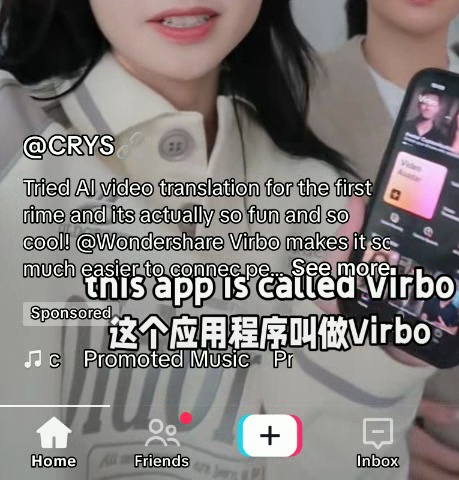 @CRYS
Tried AI video translation for the first
rime and its actually so fun and so
cool! @Wondershare Virbo makes it so
much easier to connec pe... See more
this app is called Virbo
Sponsored
这个应用程序叫做Virbo
c Promoted Music Pr
Home
Friends
Inbox